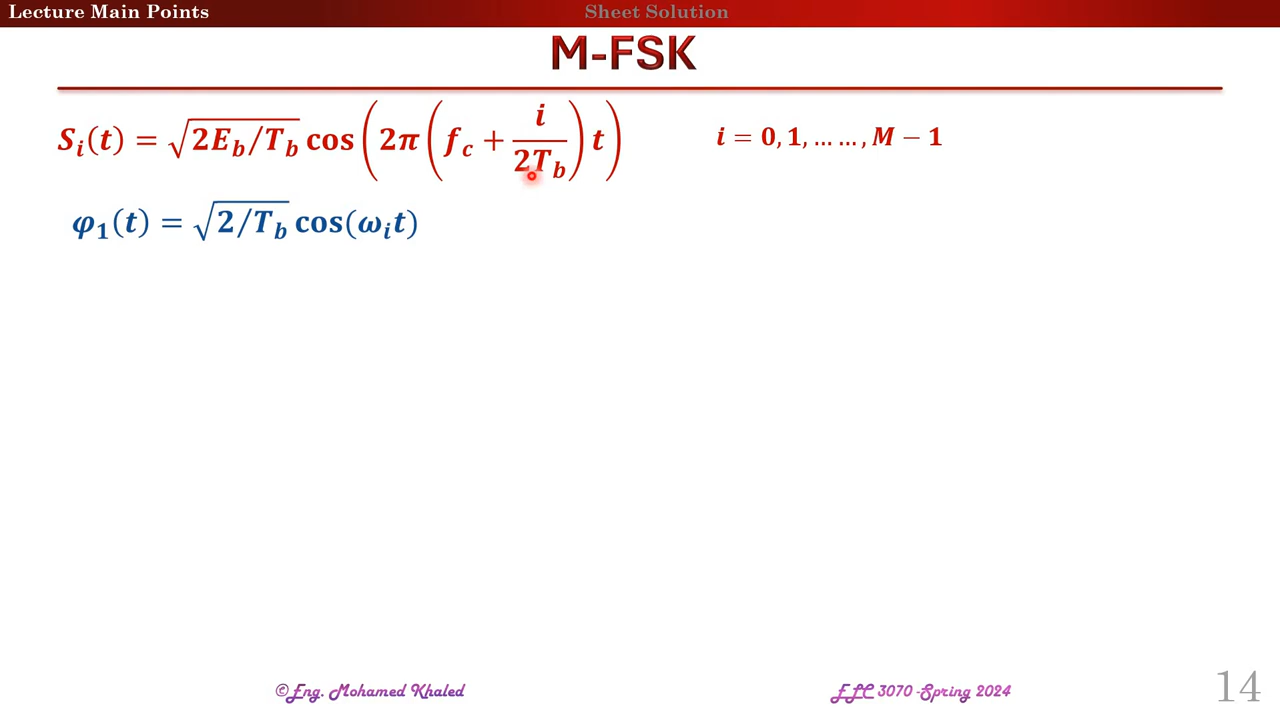 Lecture Main Points Sheet Solution
M-FSK
S_i(t) = √(2E_b/T_b) cos(2π(f_c + i/(2T_b))t) i = 0, 1, … …, M − 1
φ_1(t) = √(2/T_b) cos(ω_i t)
©Eng. Mohamed Khaled ELC 3070 -Spring 2024 14